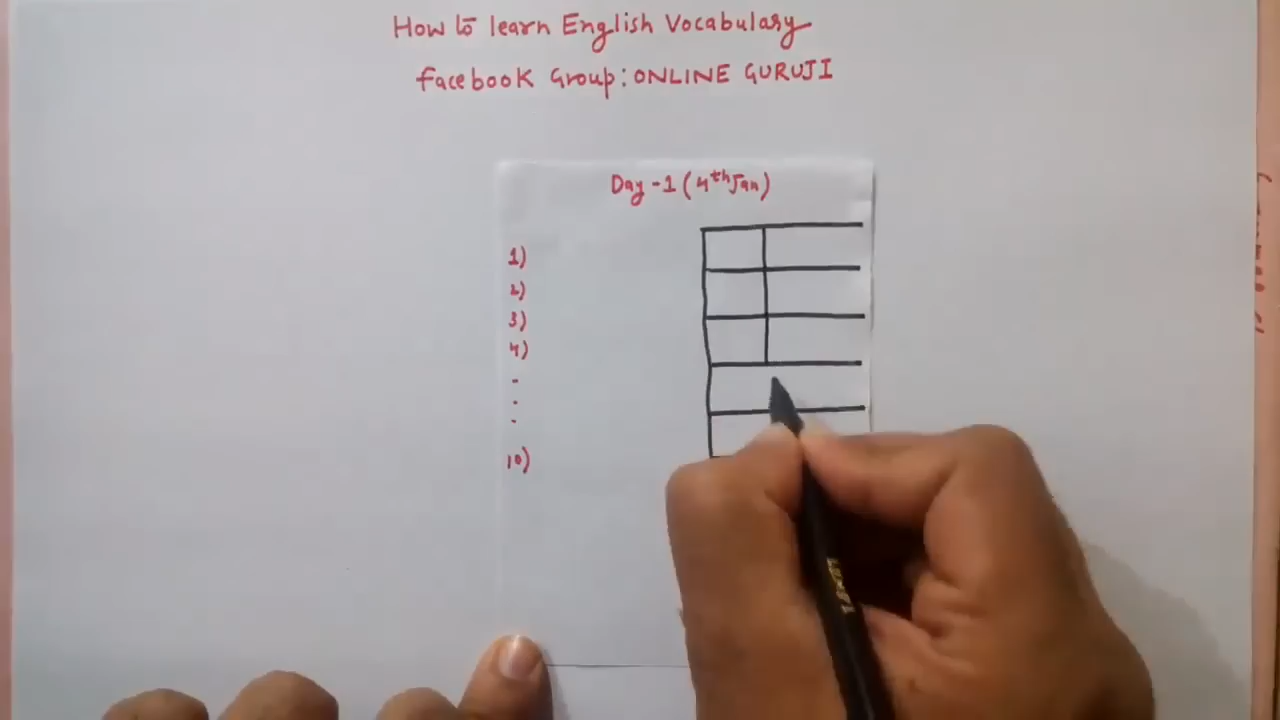 How to learn English Vocabulary
facebook Group: ONLINE GURUJI
Day -1 (4th Jan)
1)
2)
3)
4)
-
-
-
10)